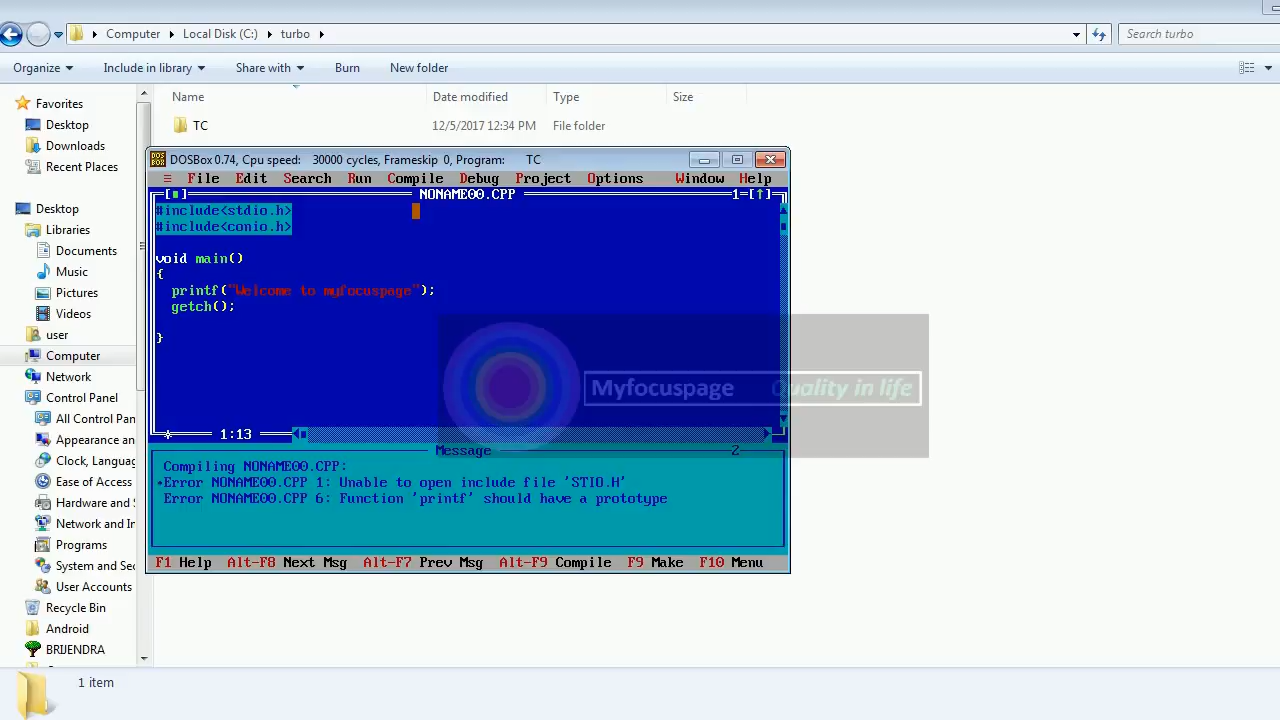 Computer Local Disk (C:) turbo
Search turbo
Organize Include in library Share with Burn New folder
Name Date modified Type Size
TC 12/5/2017 12:34 PM File folder
Favorites
Desktop
Downloads
Recent Places
Desktop
Libraries
Documents
Music
Pictures
Videos
user
Computer
Network
Control Panel
All Control Pan
Appearance an
Clock, Languag
Ease of Access
Hardware and S
Network and In
Programs
System and Sec
User Accounts
Recycle Bin
Android
BRIJENDRA
DOSBox 0.74, Cpu speed: 30000 cycles, Frameskip 0, Program: TC
File Edit Search Run Compile Debug Project Options Window Help
[■] NONAME00.CPP 1=[↑]
#include<stdio.h>
#include<conio.h>
void main()
{
printf("Welcome to myfocuspage");
getch();
}
Myfocuspage Quality in life
1:13
Message 2
Compiling NONAME00.CPP:
•Error NONAME00.CPP 1: Unable to open include file 'STIO.H'
Error NONAME00.CPP 6: Function 'printf' should have a prototype
F1 Help Alt-F8 Next Msg Alt-F7 Prev Msg Alt-F9 Compile F9 Make F10 Menu
1 item